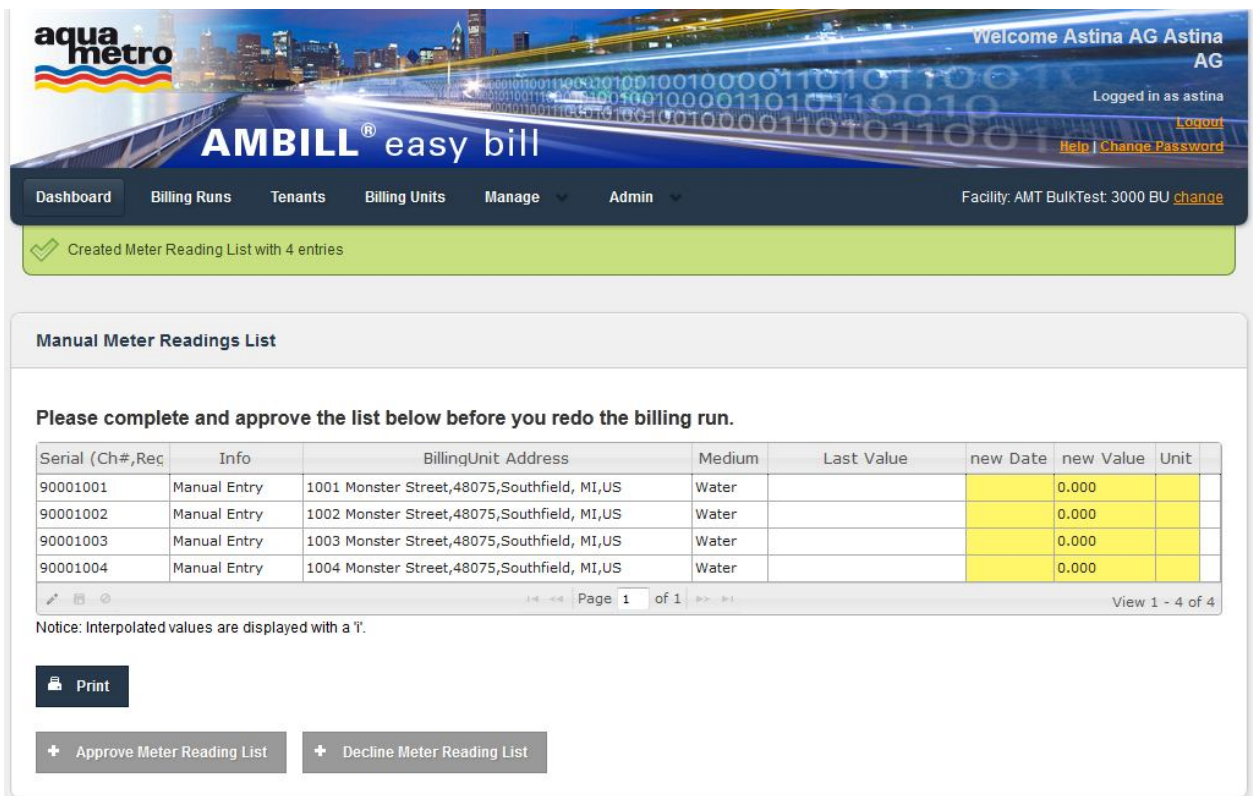 aqua
metro
Welcome Astina AG Astina
AG
Logged in as astina
Logout
Help | Change Password
AMBILL® easy bill
Dashboard Billing Runs Tenants Billing Units Manage Admin Facility: AMT BulkTest: 3000 BU change
Created Meter Reading List with 4 entries
Manual Meter Readings List
Please complete and approve the list below before you redo the billing run.
Serial (Ch#,Reg Info BillingUnit Address Medium Last Value new Date new Value Unit
90001001 Manual Entry 1001 Monster Street,48075,Southfield, MI,US Water 0.000
90001002 Manual Entry 1002 Monster Street,48075,Southfield, MI,US Water 0.000
90001003 Manual Entry 1003 Monster Street,48075,Southfield, MI,US Water 0.000
90001004 Manual Entry 1004 Monster Street,48075,Southfield, MI,US Water 0.000
Page 1 of 1 View 1 - 4 of 4
Notice: Interpolated values are displayed with a 'i'.
Print
Approve Meter Reading List Decline Meter Reading List